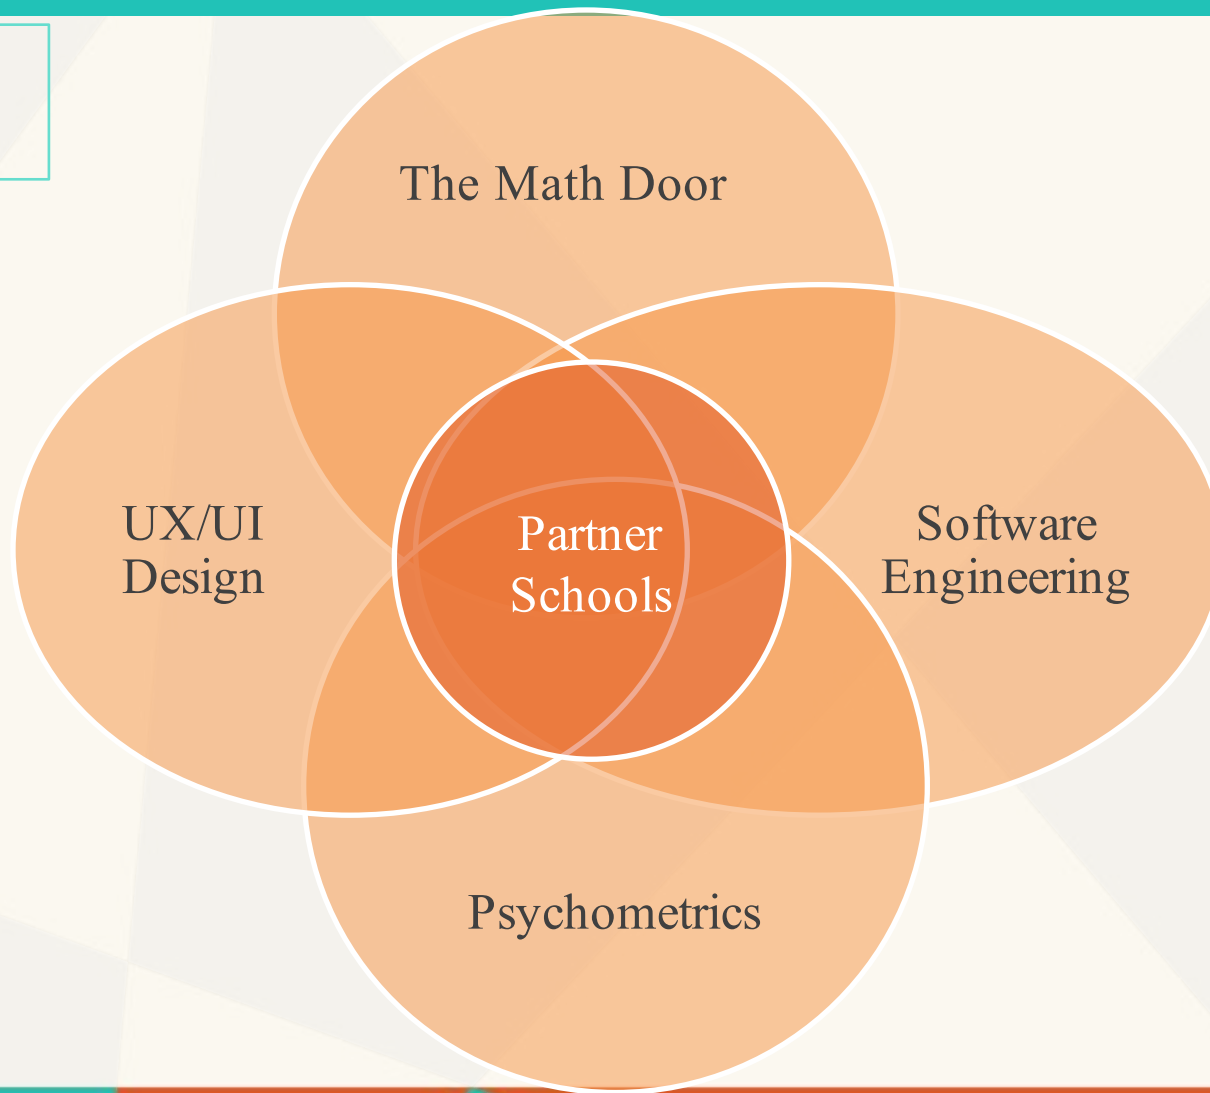 The Math Door
UX/UI
Design
Partner
Schools
Software
Engineering
Psychometrics